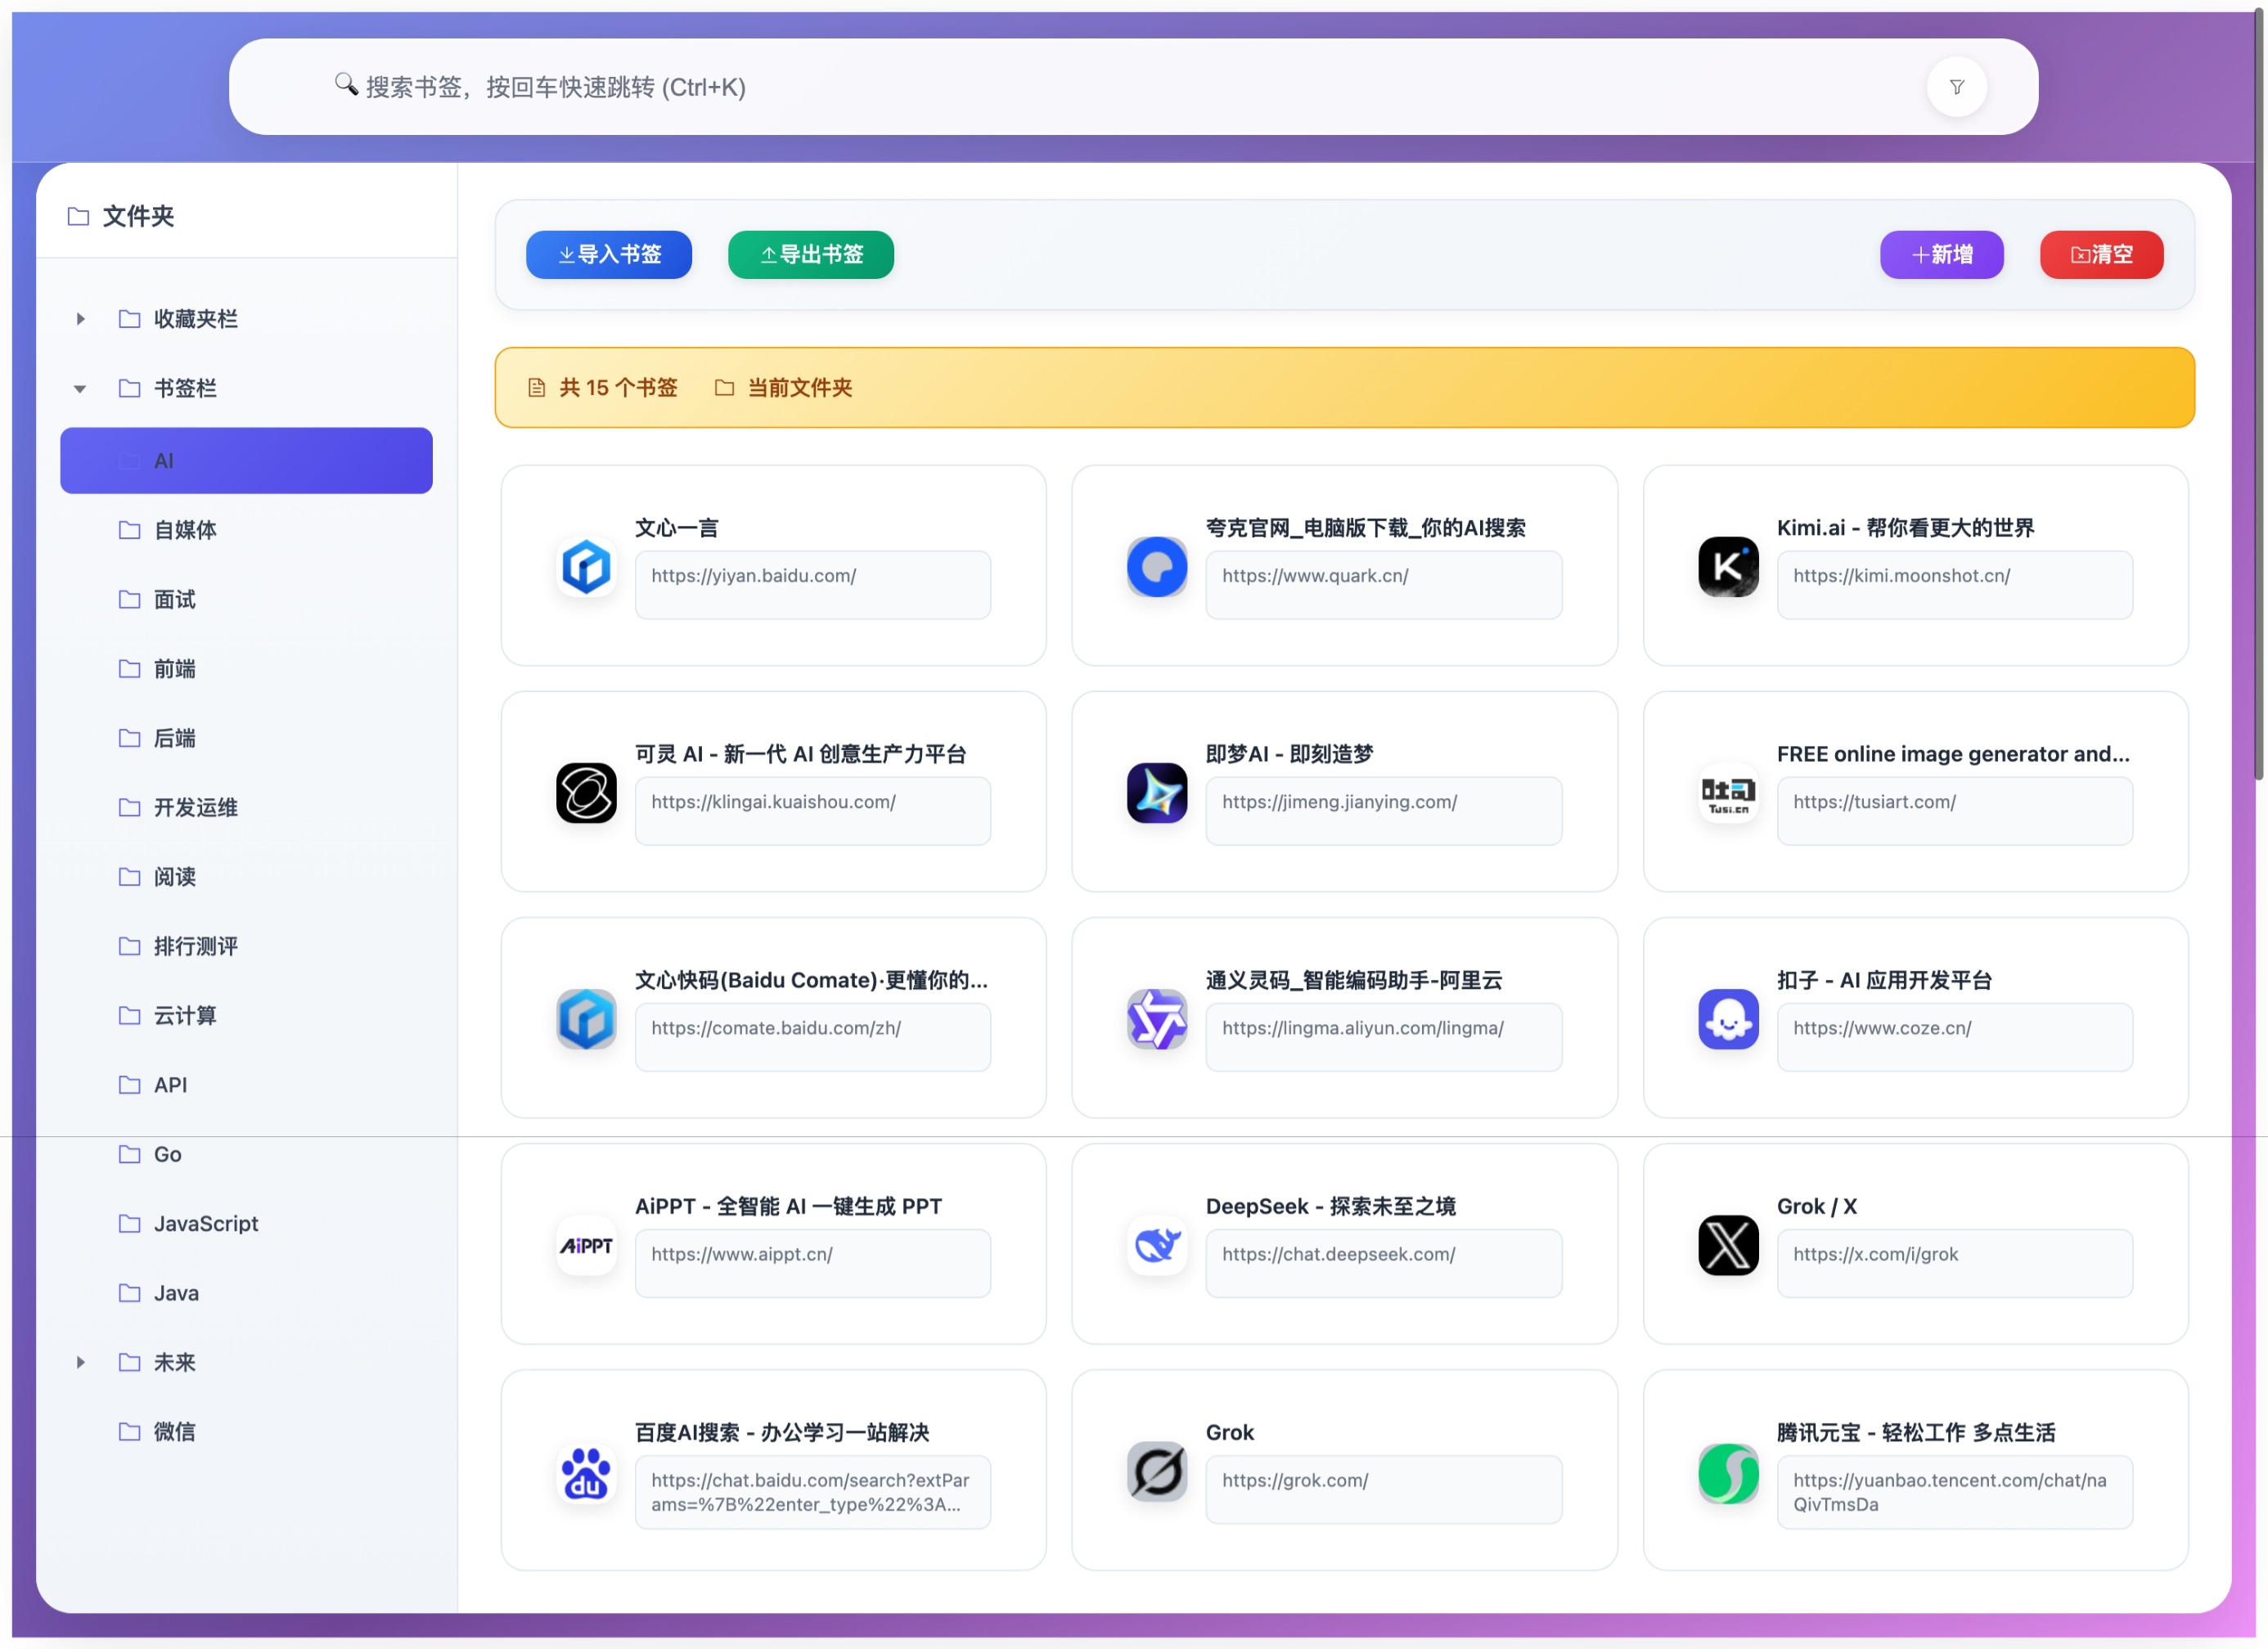 🔍 搜索书签，按回车快速跳转 (Ctrl+K)
文件夹
收藏夹栏
书签栏
AI
自媒体
面试
前端
后端
开发运维
阅读
排行测评
云计算
API
Go
JavaScript
Java
未来
微信
导入书签
导出书签
新增
清空
共 15 个书签
当前文件夹
文心一言
https://yiyan.baidu.com/
夸克官网_电脑版下载_你的AI搜索
https://www.quark.cn/
Kimi.ai - 帮你看更大的世界
https://kimi.moonshot.cn/
可灵 AI - 新一代 AI 创意生产力平台
https://klingai.kuaishou.com/
即梦AI - 即刻造梦
https://jimeng.jianying.com/
吐司
Tusi.cn
FREE online image generator and...
https://tusiart.com/
文心快码(Baidu Comate)·更懂你的...
https://comate.baidu.com/zh/
通义灵码_智能编码助手-阿里云
https://lingma.aliyun.com/lingma/
扣子 - AI 应用开发平台
https://www.coze.cn/
AiPPT
AiPPT - 全智能 AI 一键生成 PPT
https://www.aippt.cn/
DeepSeek - 探索未至之境
https://chat.deepseek.com/
Grok / X
https://x.com/i/grok
du
百度AI搜索 - 办公学习一站解决
https://chat.baidu.com/search?extPar
ams=%7B%22enter_type%22%3A...
Grok
https://grok.com/
腾讯元宝 - 轻松工作 多点生活
https://yuanbao.tencent.com/chat/na
QivTmsDa